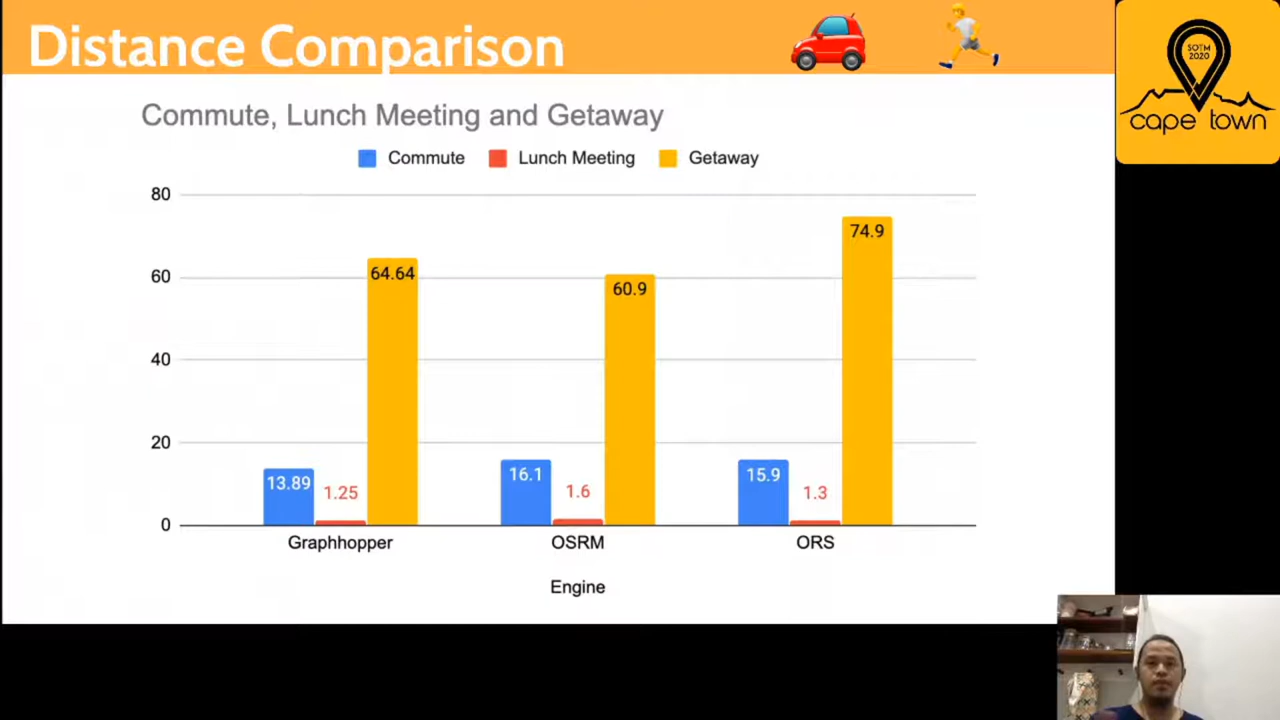 Distance Comparison
SOTM
2020
cape town
Commute, Lunch Meeting and Getaway
Commute
Lunch Meeting
Getaway
80
60
40
20
0
13.89
1.25
64.64
16.1
1.6
60.9
15.9
1.3
74.9
Graphhopper
OSRM
ORS
Engine